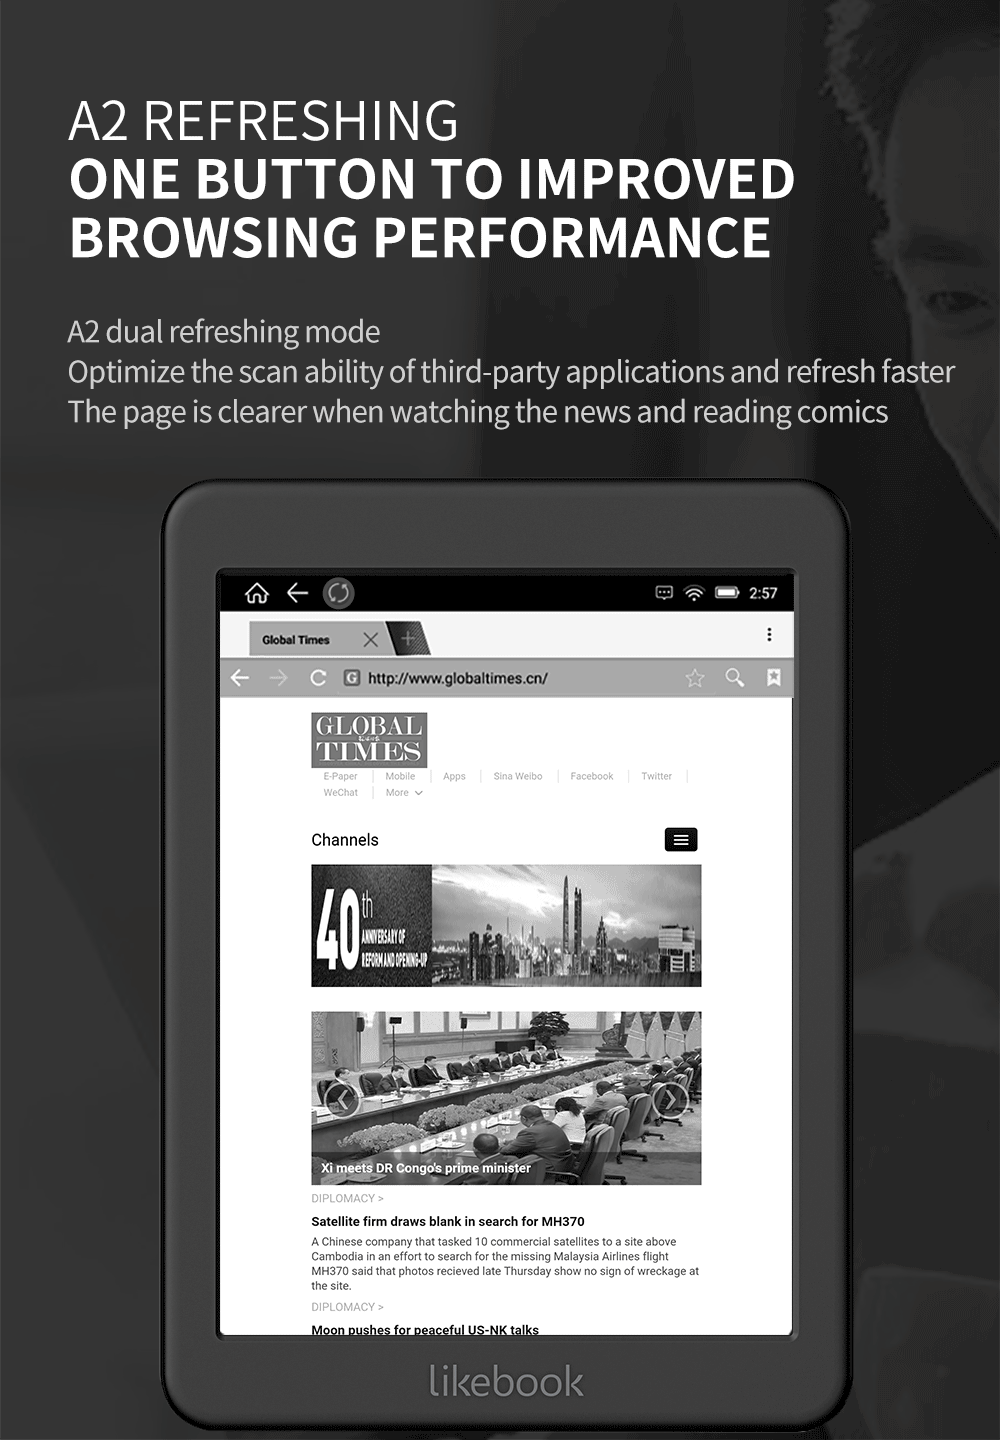 A2 REFRESHING
ONE BUTTON TO IMPROVED
BROWSING PERFORMANCE
A2 dual refreshing mode
Optimize the scan ability of third-party applications and refresh faster
The page is clearer when watching the news and reading comics
2:57
Global Times
http://www.globaltimes.cn/
GLOBAL
TIMES
E-Paper Mobile Apps Sina Weibo Facebook Twitter
WeChat More
Channels
40th
ANNIVERSARY OF
REFORM AND OPENING-UP
Xi meets DR Congo's prime minister
DIPLOMACY >
Satellite firm draws blank in search for MH370
A Chinese company that tasked 10 commercial satellites to a site above
Cambodia in an effort to search for the missing Malaysia Airlines flight
MH370 said that photos recieved late Thursday show no sign of wreckage at
the site.
DIPLOMACY >
Moon pushes for peaceful US-NK talks
likebook